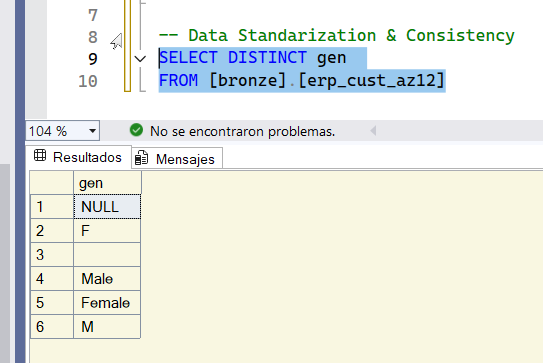 7
8 -- Data Standarization & Consistency
9 SELECT DISTINCT gen
10 FROM [bronze].[erp_cust_az12]
104 % No se encontraron problemas.
Resultados Mensajes
gen
1 NULL
2 F
3
4 Male
5 Female
6 M